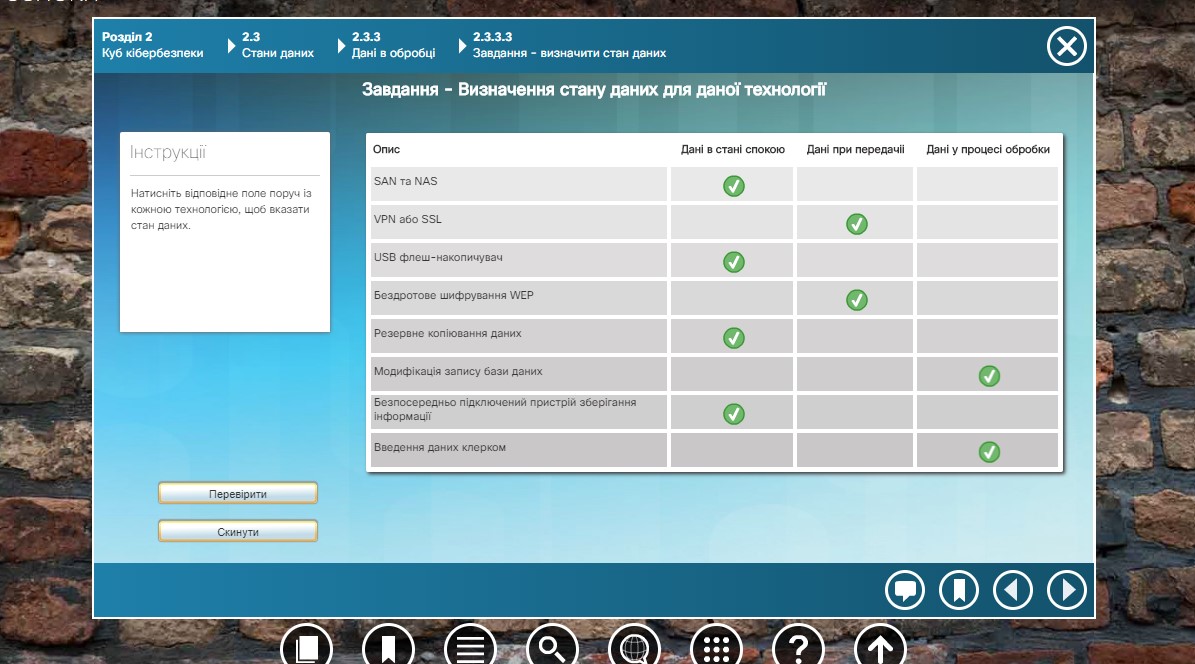 Розділ 2
Куб кібербезпеки
2.3
Стани даних
2.3.3
Дані в обробці
2.3.3.3
Завдання - визначити стан даних
Завдання - Визначення стану даних для даної технології
Інструкції
Натисніть відповідне поле поруч із
кожною технологією, щоб вказати
стан даних.
Опис
Дані в стані спокою
Дані при передачії
Дані у процесі обробки
SAN та NAS
VPN або SSL
USB флеш-накопичувач
Бездротове шифрування WEP
Резервне копіювання даних
Модифікація запису бази даних
Безпосередньо підключений пристрій зберігання
інформації
Введення даних клерком
Перевірити
Скинути